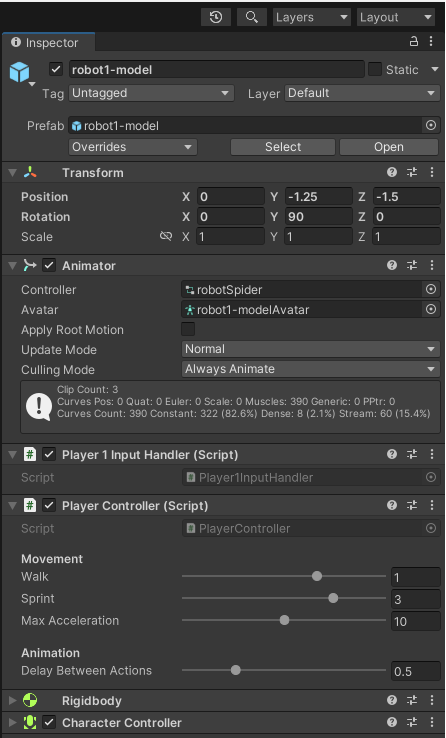 Layers Layout
Inspector
robot1-model Static
Tag Untagged Layer Default
Prefab robot1-model
Overrides Select Open
Transform
Position X 0 Y -1.25 Z -1.5
Rotation X 0 Y 90 Z 0
Scale X 1 Y 1 Z 1
Animator
Controller robotSpider
Avatar robot1-modelAvatar
Apply Root Motion
Update Mode Normal
Culling Mode Always Animate
Clip Count: 3
Curves Pos: 0 Quat: 0 Euler: 0 Scale: 0 Muscles: 390 Generic: 0 PPtr: 0
Curves Count: 390 Constant: 322 (82.6%) Dense: 8 (2.1%) Stream: 60 (15.4%)
Player 1 Input Handler (Script)
Script Player1InputHandler
Player Controller (Script)
Script PlayerController
Movement
Walk 1
Sprint 3
Max Acceleration 10
Animation
Delay Between Actions 0.5
Rigidbody
Character Controller